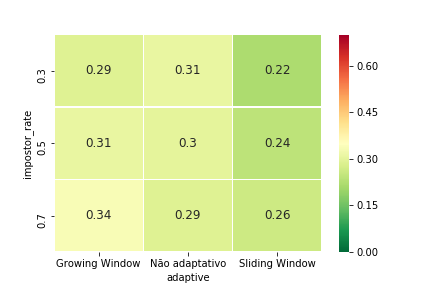 0.29 0.31 0.22
0.31 0.3 0.24
0.34 0.29 0.26
0.3
0.5
0.7
impostor_rate
Growing Window Não adaptativo Sliding Window
adaptive
0.60
0.45
0.30
0.15
0.00